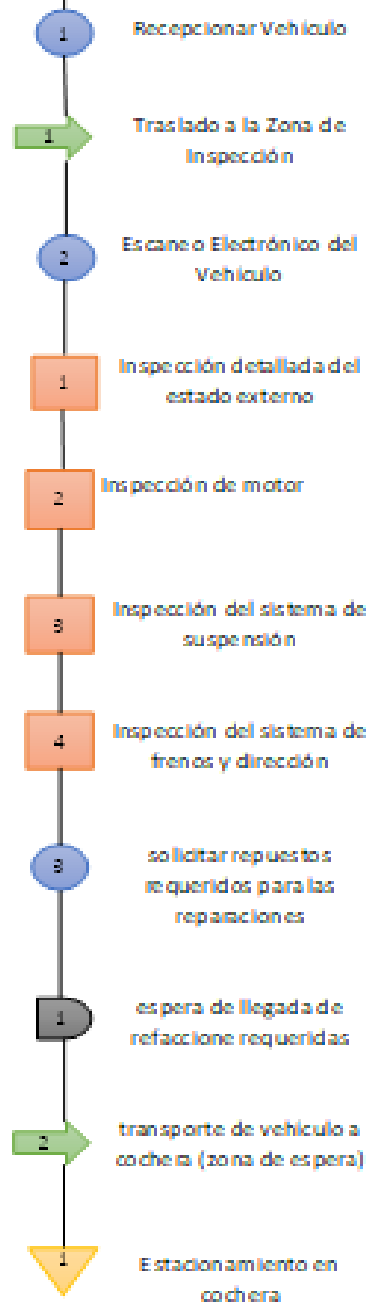 1
Recepcionar Vehículo
1
Traslado a la Zona de
Inspección
2
Escaneo Electrónico del
Vehículo
1
Inspección detallada del
estado externo
2
Inspección de motor
3
Inspección del sistema de
suspensión
4
Inspección del sistema de
frenos y dirección
3
solicitar repuestos
requeridos para las
reparaciones
1
espera de llegada de
refaccione requeridas
2
transporte de vehículo a
cochera (zona de espera)
1
Estacionamiento en
cochera